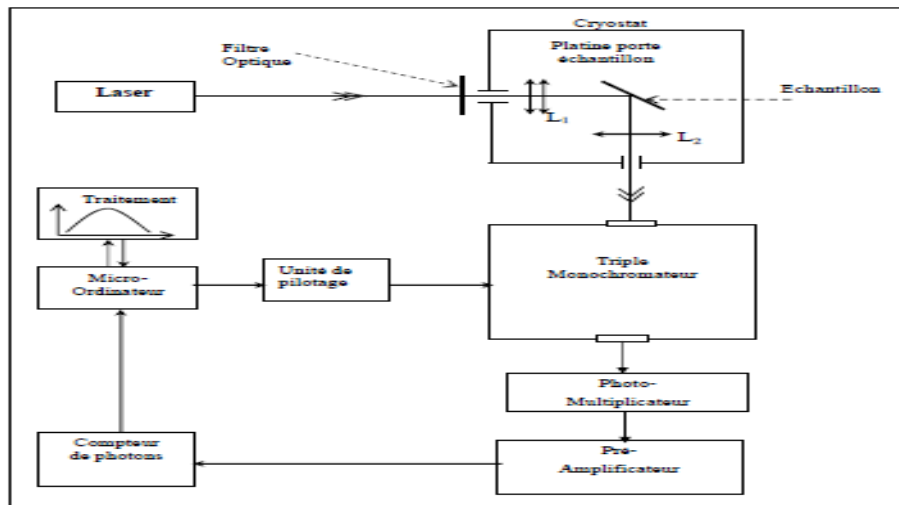 Cryostat
Filtre
Optique
Platine porte
échantillon
Laser
Echantillon
L1
L2
Traitement
Triple
Monochromateur
Unité de
pilotage
Micro-
Ordinateur
Photo-
Multiplicateur
Compteur
de photons
Pré-
Amplificateur